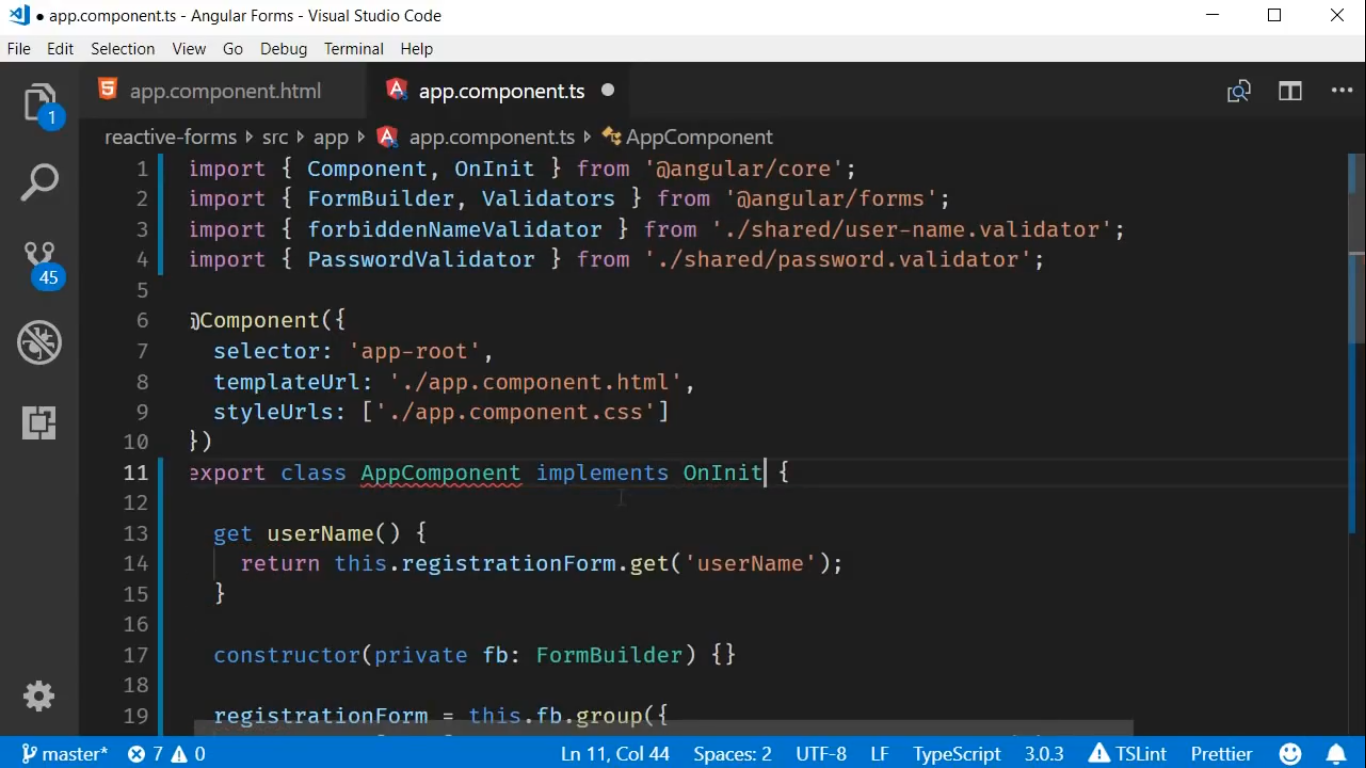 ● app.component.ts - Angular Forms - Visual Studio Code
File Edit Selection View Go Debug Terminal Help
app.component.html app.component.ts
reactive-forms src app app.component.ts AppComponent
1 import { Component, OnInit } from '@angular/core';
2 import { FormBuilder, Validators } from '@angular/forms';
3 import { forbiddenNameValidator } from './shared/user-name.validator';
4 import { PasswordValidator } from './shared/password.validator';
5
6 @Component({
7 selector: 'app-root',
8 templateUrl: './app.component.html',
9 styleUrls: ['./app.component.css']
10 })
11 export class AppComponent implements OnInit {
12
13 get userName() {
14 return this.registrationForm.get('userName');
15 }
16
17 constructor(private fb: FormBuilder) {}
18
19 registrationForm = this.fb.group({
1
45
master* 7 0 Ln 11, Col 44 Spaces: 2 UTF-8 LF TypeScript 3.0.3 TSLint Prettier